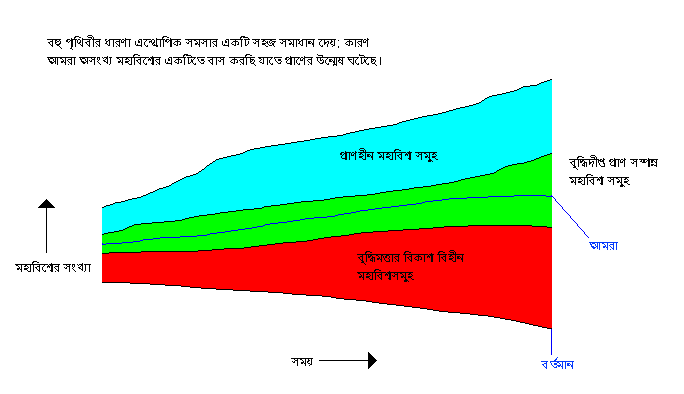 বহু পৃথিবীর ধারণা এন্থ্রোপিক সমস্যার একটি সহজ সমাধান দেয়; কারণ
আমরা অসংখ্য মহাবিশ্বের একটিতে বাস করছি যাতে প্রাণের উন্মেষ ঘটেছে।
প্রাণহীন মহাবিশ্ব সমুহ
বুদ্ধিদীপ্ত প্রাণ সম্পন্ন
মহাবিশ্ব সমুহ
আমরা
মহাবিশ্বের সংখ্যা
বুদ্ধিমত্তার বিকাশ বিহীন
মহাবিশ্বসমুহ
সময়
বর্তমান